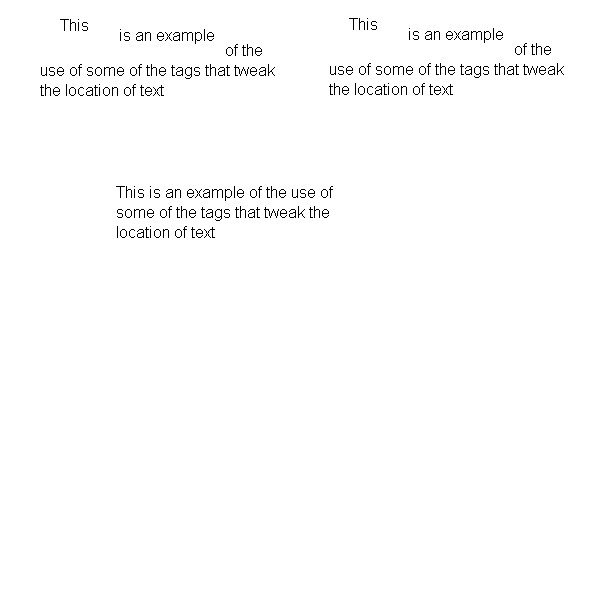 This
is an example
of the
use of some of the tags that tweak
the location of text
This
is an example
of the
use of some of the tags that tweak
the location of text
This is an example of the use of
some of the tags that tweak the
location of text